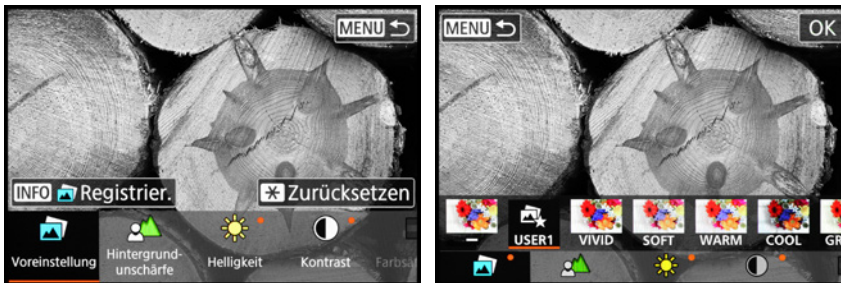 MENU
INFO Registrier.
Zurücksetzen
Voreinstellung
Hintergrund-
unschärfe
Helligkeit
Kontrast
MENU
OK
USER1
VIVID
SOFT
WARM
COOL